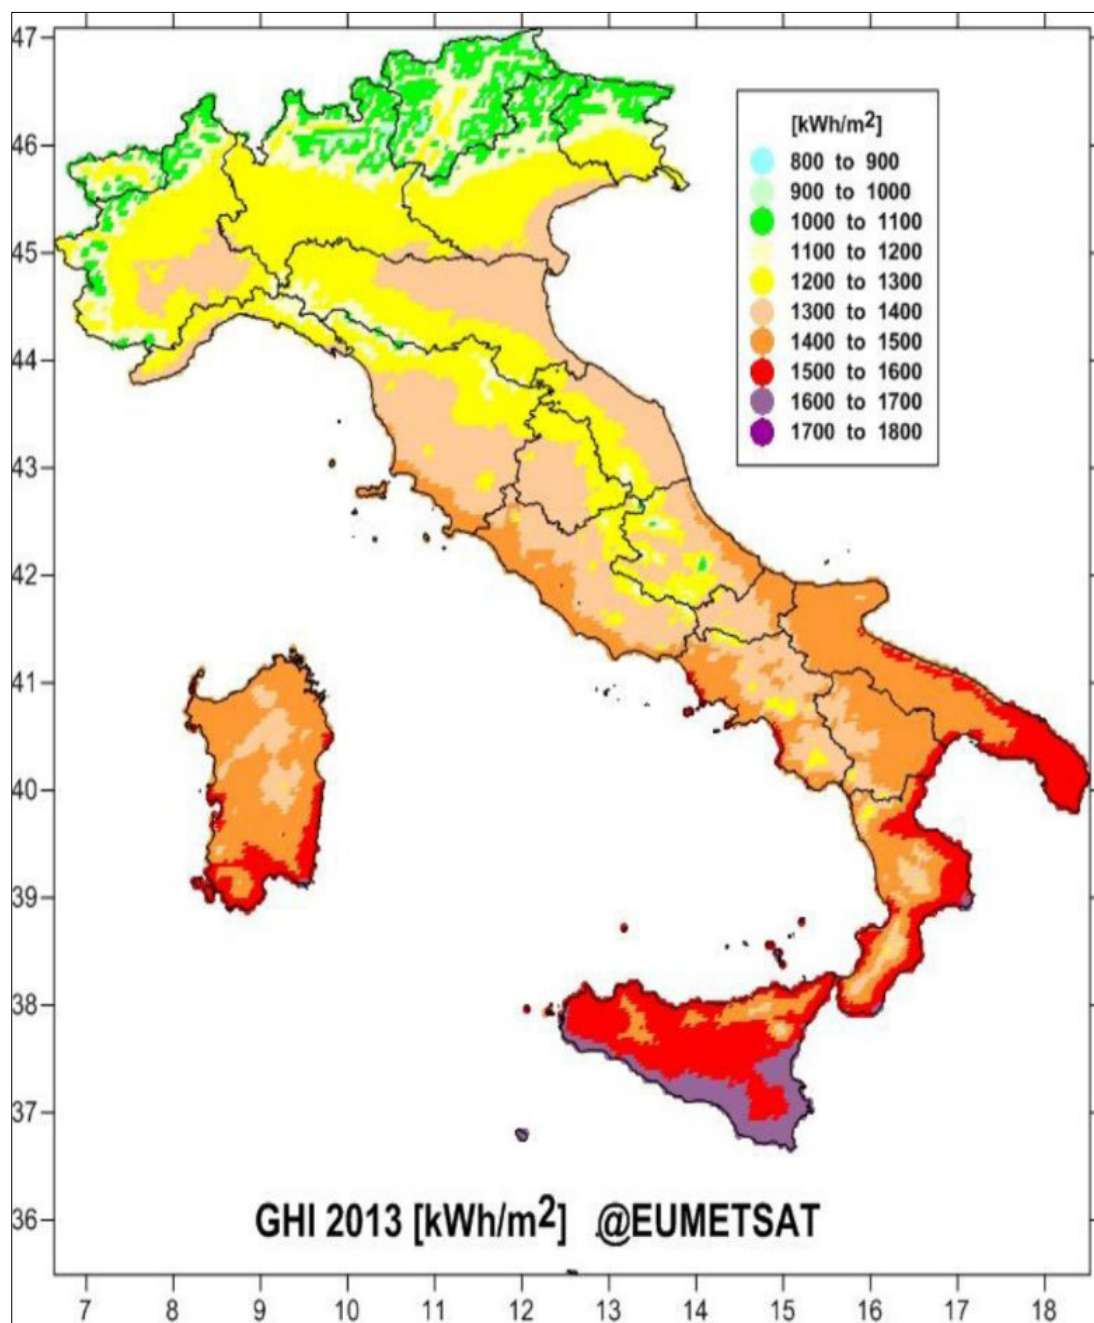 47
46
45
44
43
42
41
40
39
38
37
36
[kWh/m2]
800 to 900
900 to 1000
1000 to 1100
1100 to 1200
1200 to 1300
1300 to 1400
1400 to 1500
1500 to 1600
1600 to 1700
1700 to 1800
GHI 2013 [kWh/m2] @EUMETSAT
7 8 9 10 11 12 13 14 15 16 17 18